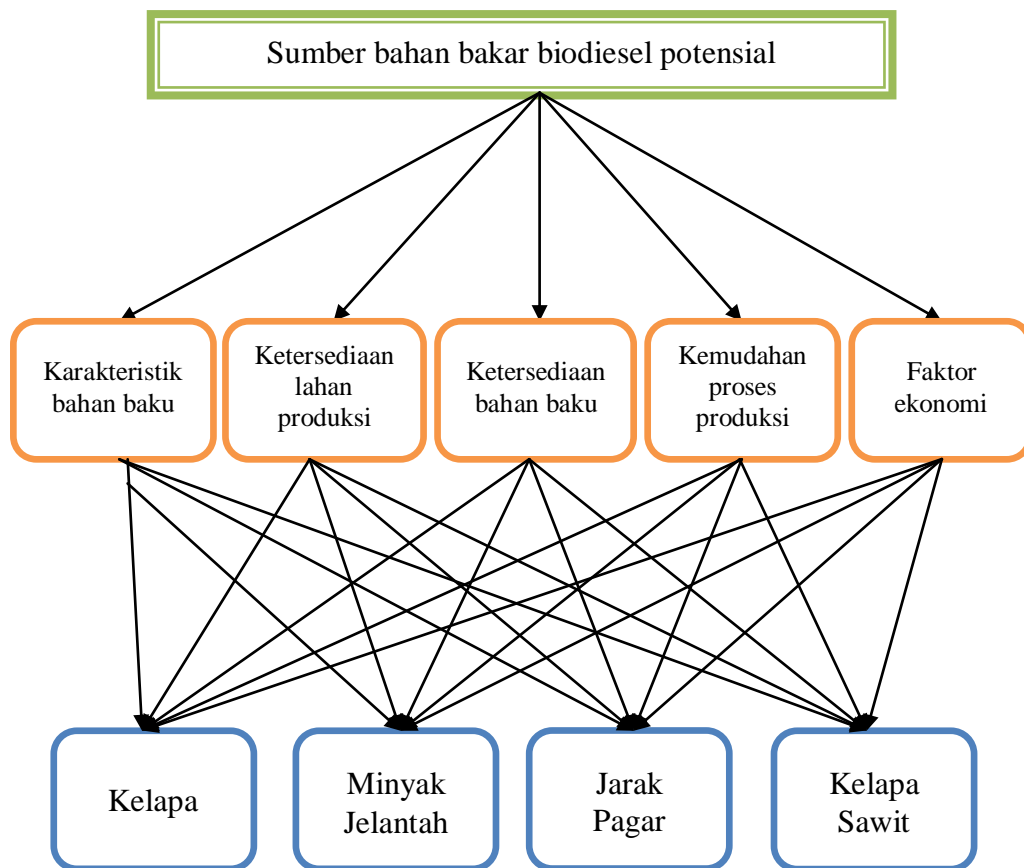 Sumber bahan bakar biodiesel potensial
Karakteristik
bahan baku
Ketersediaan
lahan
produksi
Ketersediaan
bahan baku
Kemudahan
proses
produksi
Faktor
ekonomi
Kelapa
Minyak
Jelantah
Jarak
Pagar
Kelapa
Sawit